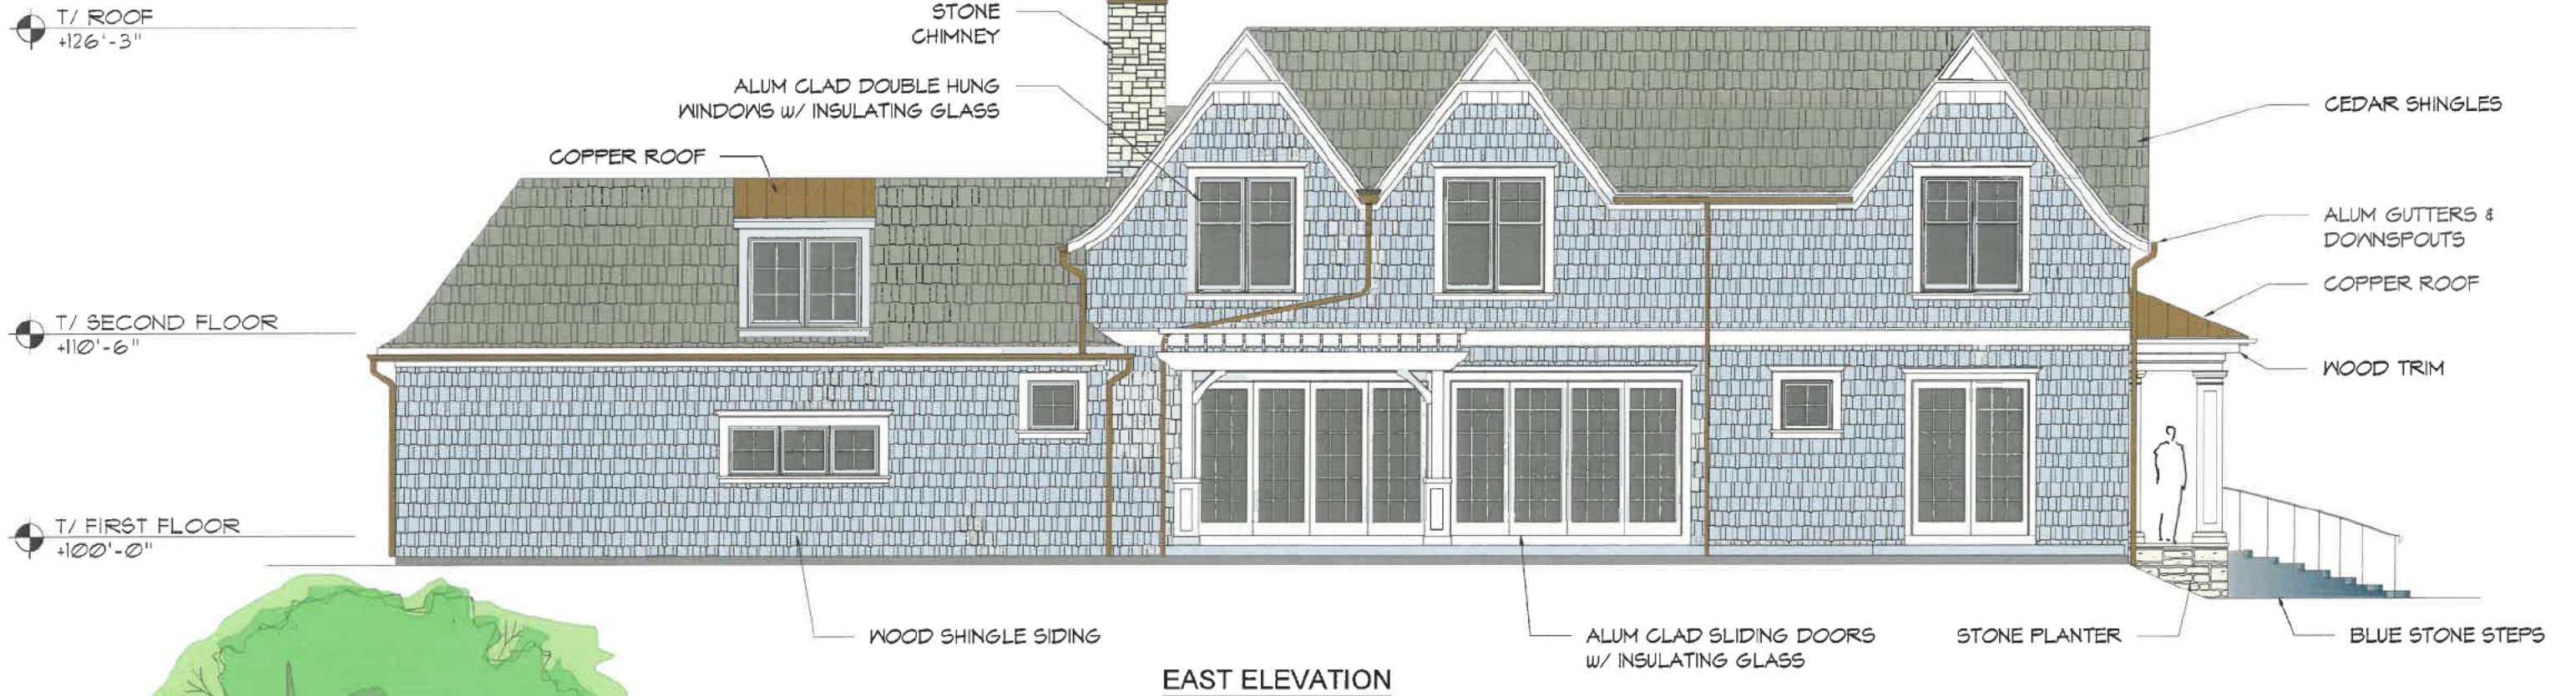 T/ ROOF
+126'-3"
STONE
CHIMNEY
ALUM CLAD DOUBLE HUNG
WINDOWS w/ INSULATING GLASS
COPPER ROOF
CEDAR SHINGLES
ALUM GUTTERS &
DOWNSPOUTS
COPPER ROOF
T/ SECOND FLOOR
+110'-6"
WOOD TRIM
T/ FIRST FLOOR
+100'-0"
WOOD SHINGLE SIDING
ALUM CLAD SLIDING DOORS
w/ INSULATING GLASS
STONE PLANTER
BLUE STONE STEPS
EAST ELEVATION